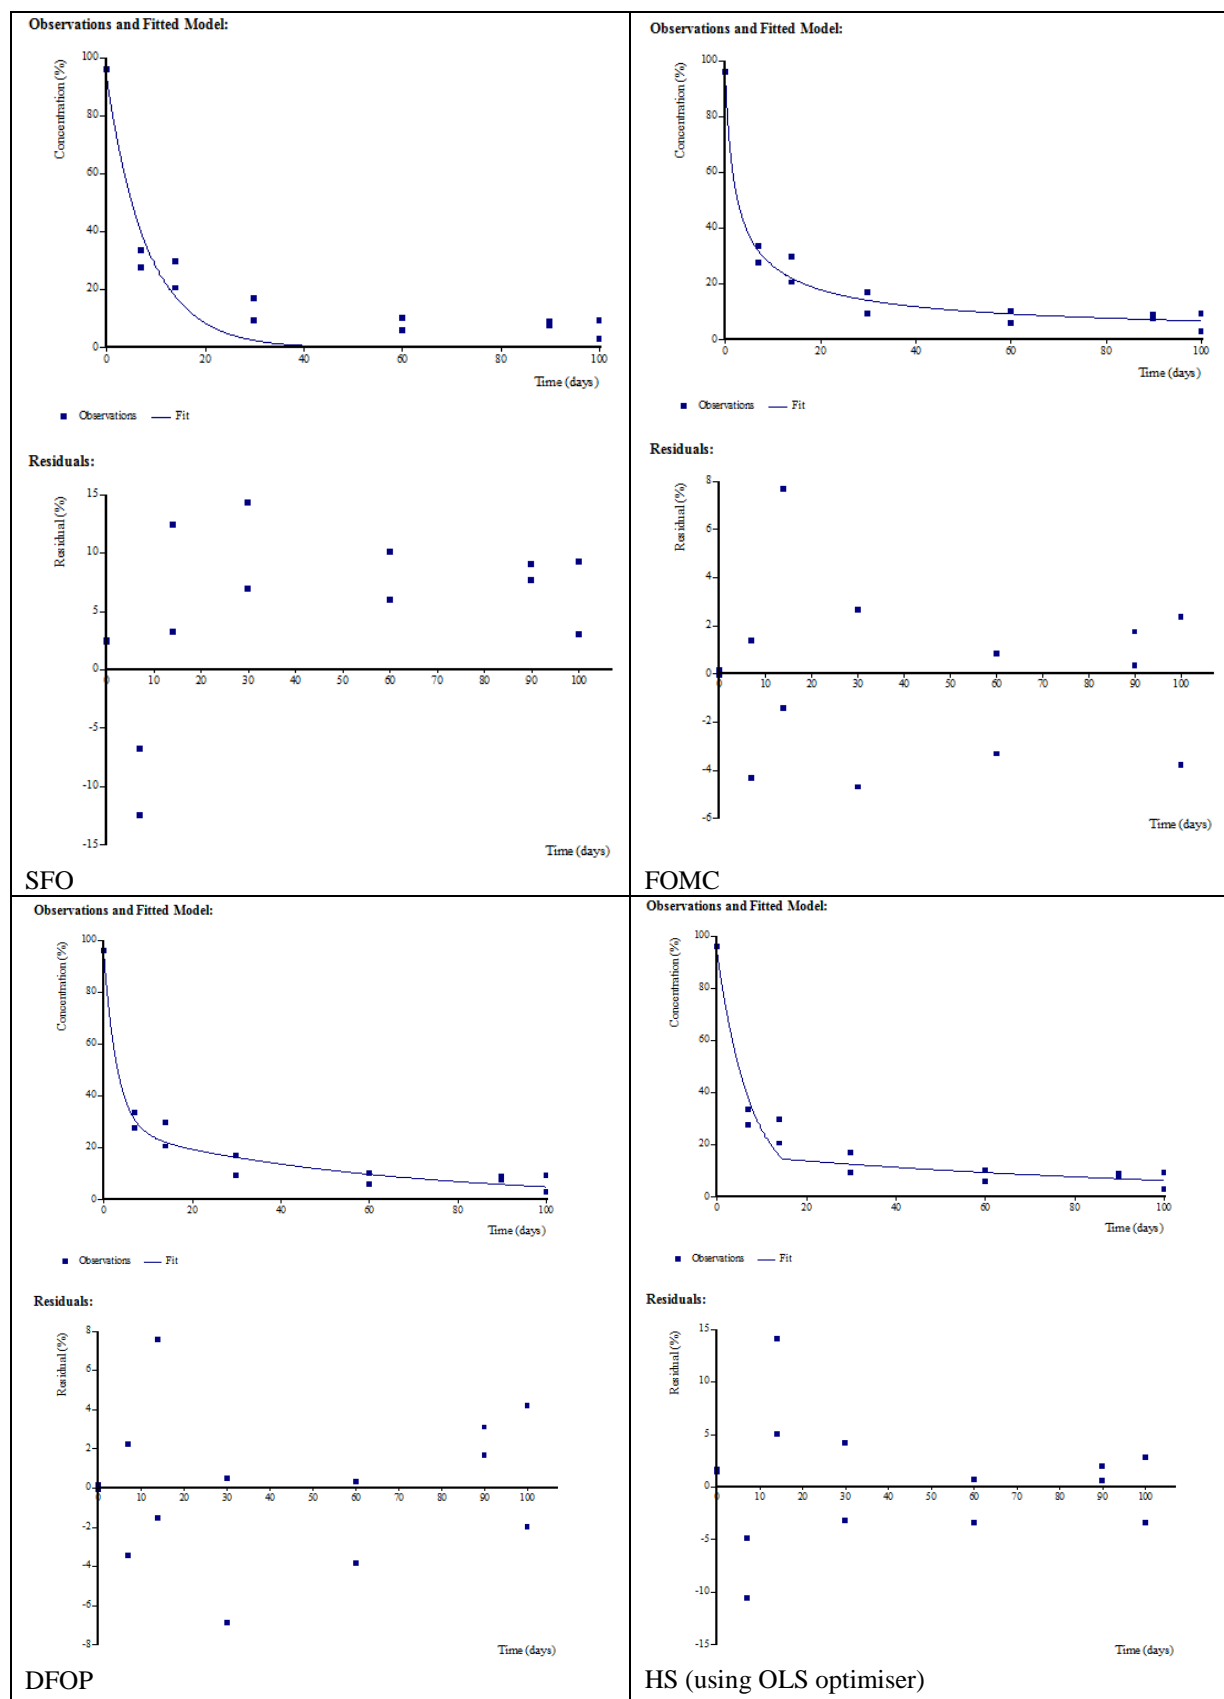 Observations and Fitted Model:
Concentration (%)
100
80
60
40
20
0
0 20 40 60 80 100
Time (days)
Observations Fit
Residuals:
Residual (%)
15
10
5
0
-5
-10
-15
0 10 20 30 40 50 60 70 80 90 100
Time (days)
SFO
Observations and Fitted Model:
Concentration (%)
100
80
60
40
20
0
0 20 40 60 80 100
Time (days)
Observations Fit
Residuals:
Residual (%)
8
6
4
2
0
-2
-4
-6
0 10 20 30 40 50 60 70 80 90 100
Time (days)
FOMC
Observations and Fitted Model:
Concentration (%)
100
80
60
40
20
0
0 20 40 60 80 100
Time (days)
Observations Fit
Residuals:
Residual (%)
8
6
4
2
0
-2
-4
-6
-8
0 10 20 30 40 50 60 70 80 90 100
Time (days)
DFOP
Observations and Fitted Model:
Concentration (%)
100
80
60
40
20
0
0 20 40 60 80 100
Time (days)
Observations Fit
Residuals:
Residual (%)
15
10
5
0
-5
-10
-15
0 10 20 30 40 50 60 70 80 90 100
Time (days)
HS (using OLS optimiser)